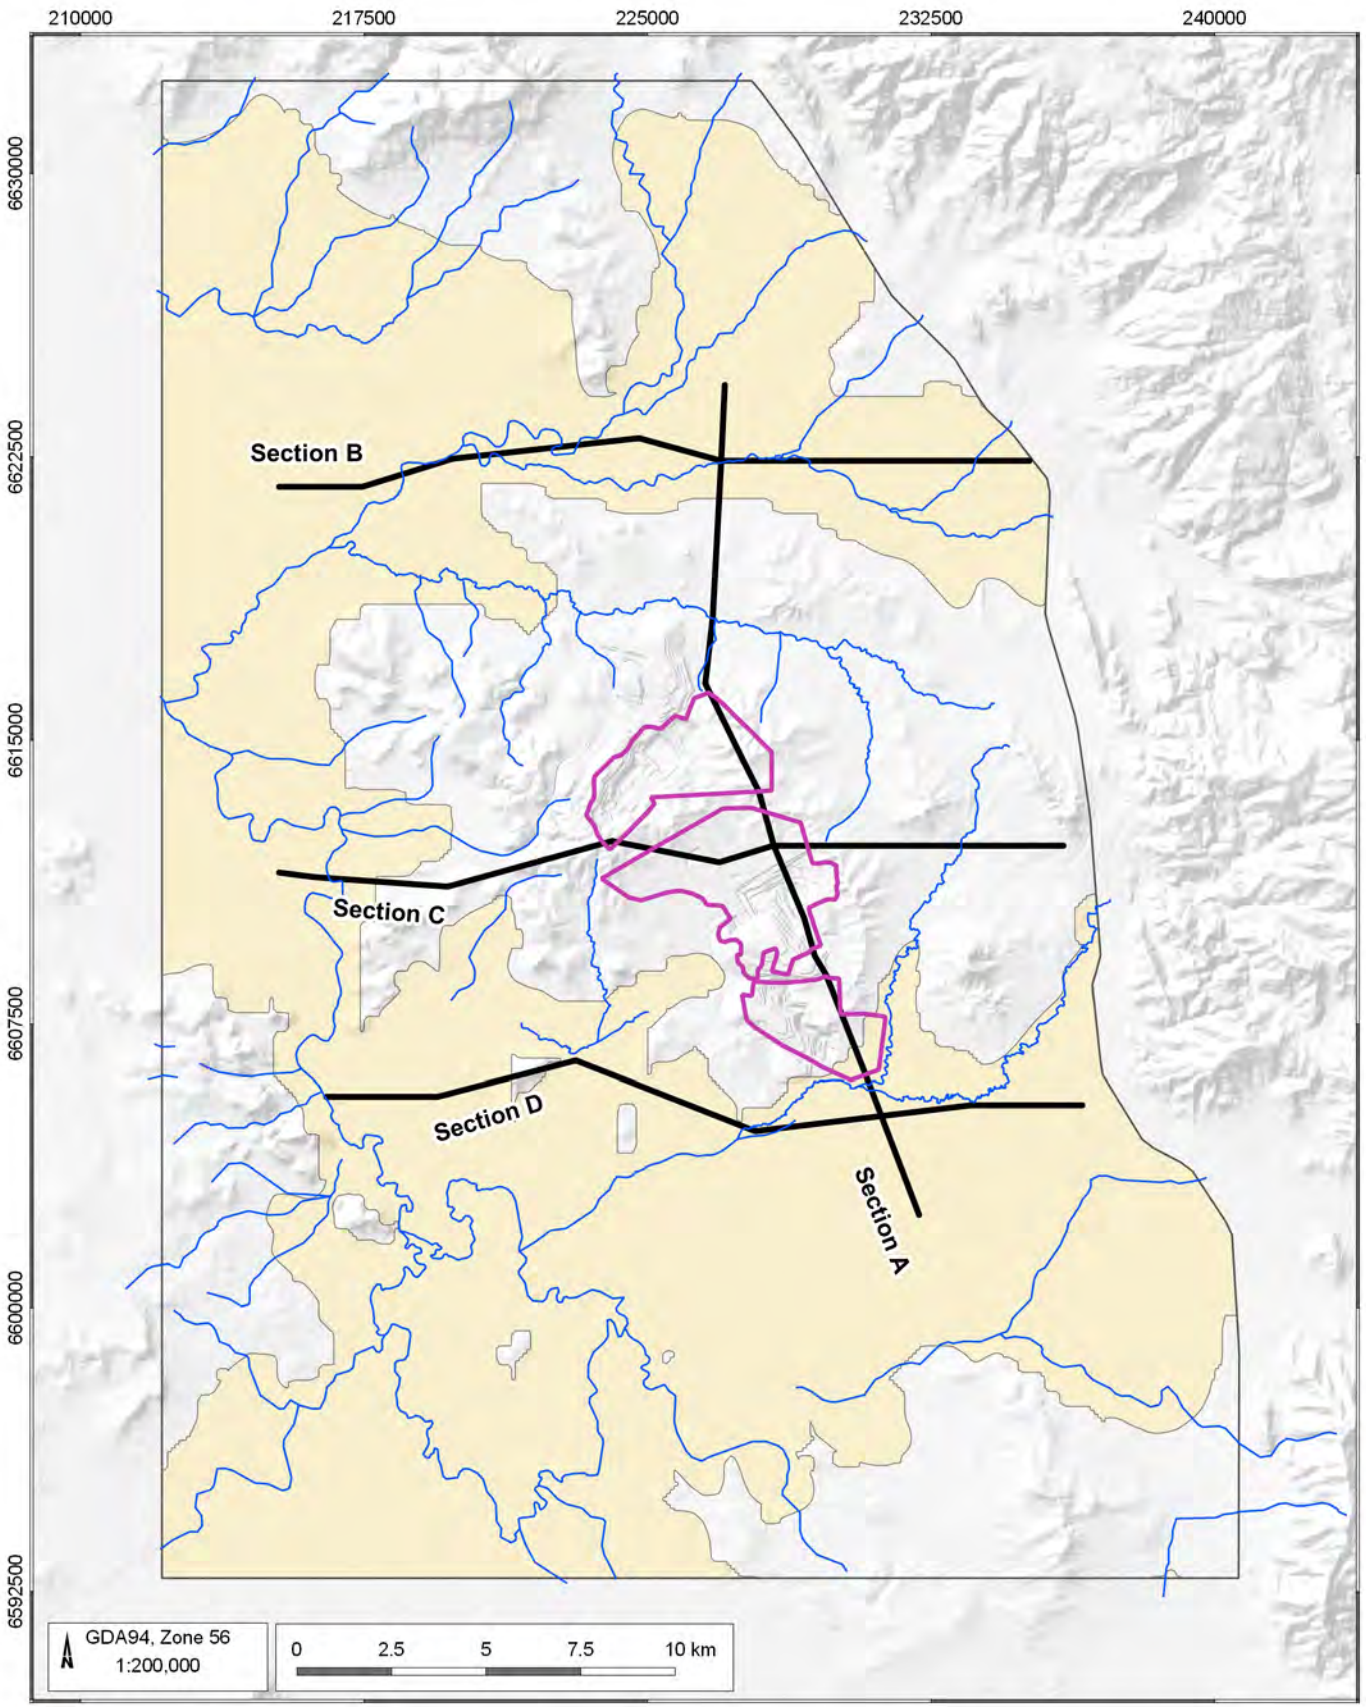 210000 217500 225000 232500 240000
6630000
6622500
6615000
6607500
6600000
6592500
Section B
Section C
Section D
Section A
GDA94, Zone 56
1:200,000
N
0 2.5 5 7.5 10 km